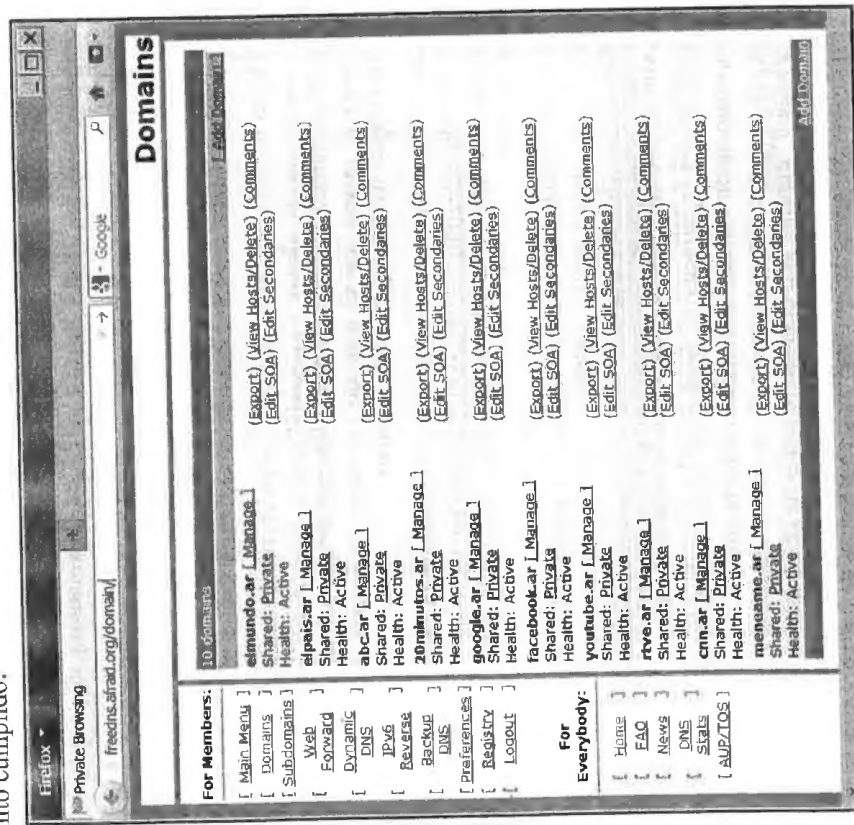 nto cumplido.
Firefox
Private Browsing
freedns.afraid.org/domain/
Google
Domains
For Members:
[ Main Menu ]
[ Domains ]
[ Subdomains ]
[ Web Forward ]
[ Dynamic DNS ]
[ IPv6 Reverse ]
[ Backup DNS ]
[ Preferences ]
[ Registry ]
[ Logout ]
For Everybody:
[ Home ]
[ FAQ ]
[ News ]
[ DNS Stats ]
[ AUP/TOS ]
10 domains
[ Add Domain ]
elmundo.ar [ Manage ] (Export) (View Hosts/Delete) (Comments)
Shared: Private (Edit SOA) (Edit Secondaries)
Health: Active
elpais.ar [ Manage ] (Export) (View Hosts/Delete) (Comments)
Shared: Private (Edit SOA) (Edit Secondaries)
Health: Active
abc.ar [ Manage ] (Export) (View Hosts/Delete) (Comments)
Shared: Private (Edit SOA) (Edit Secondaries)
Health: Active
20minutos.ar [ Manage ] (Export) (View Hosts/Delete) (Comments)
Shared: Private (Edit SOA) (Edit Secondaries)
Health: Active
google.ar [ Manage ] (Export) (View Hosts/Delete) (Comments)
Shared: Private (Edit SOA) (Edit Secondaries)
Health: Active
facebook.ar [ Manage ] (Export) (View Hosts/Delete) (Comments)
Shared: Private (Edit SOA) (Edit Secondaries)
Health: Active
youtube.ar [ Manage ] (Export) (View Hosts/Delete) (Comments)
Shared: Private (Edit SOA) (Edit Secondaries)
Health: Active
rtve.ar [ Manage ] (Export) (View Hosts/Delete) (Comments)
Shared: Private (Edit SOA) (Edit Secondaries)
Health: Active
cnn.ar [ Manage ] (Export) (View Hosts/Delete) (Comments)
Shared: Private (Edit SOA) (Edit Secondaries)
Health: Active
meneame.ar [ Manage ] (Export) (View Hosts/Delete) (Comments)
Shared: Private (Edit SOA) (Edit Secondaries)
Health: Active
Add Domain